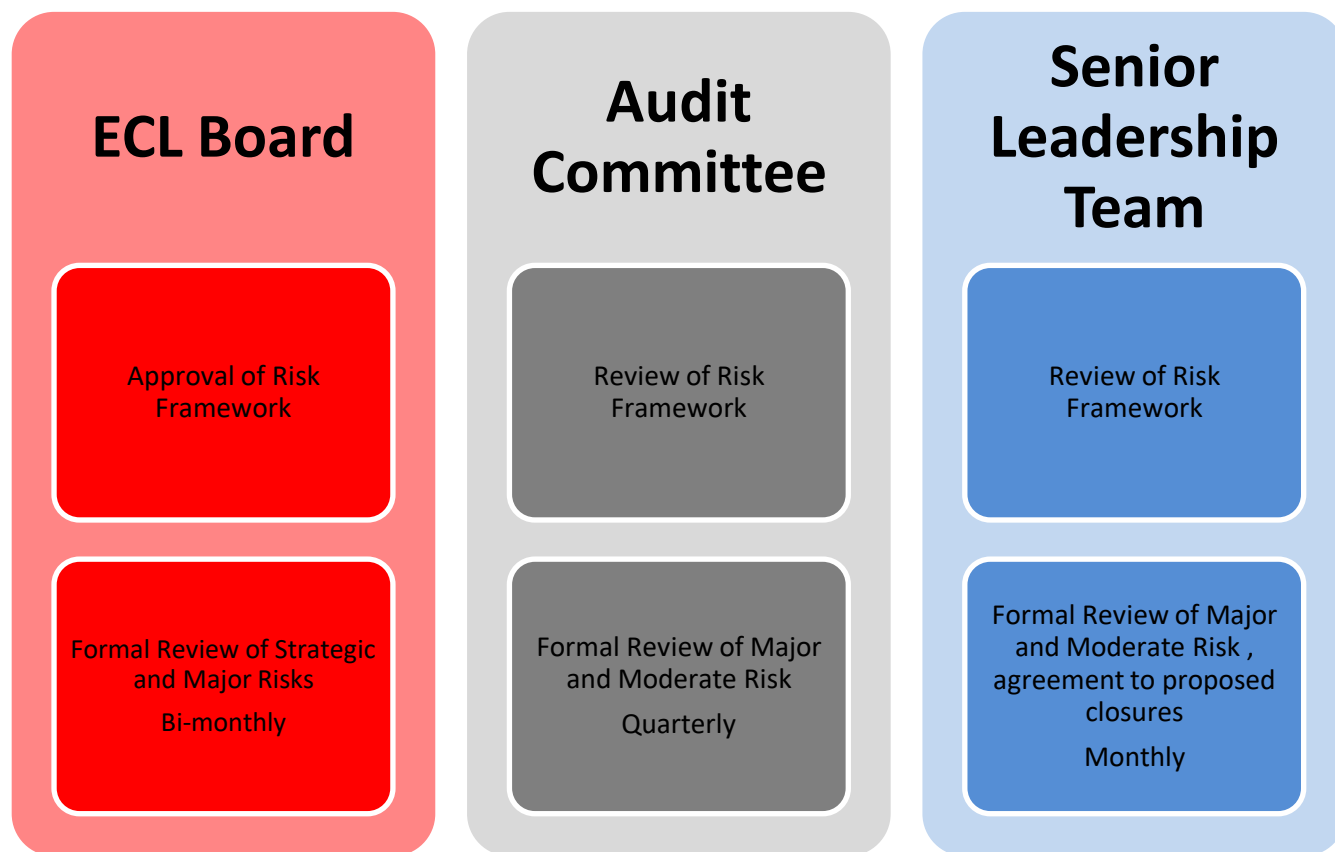 ECL Board
Approval of Risk
Framework
Formal Review of Strategic
and Major Risks
Bi-monthly
Audit
Committee
Review of Risk
Framework
Formal Review of Major
and Moderate Risk
Quarterly
Senior
Leadership
Team
Review of Risk
Framework
Formal Review of Major
and Moderate Risk ,
agreement to proposed
closures
Monthly